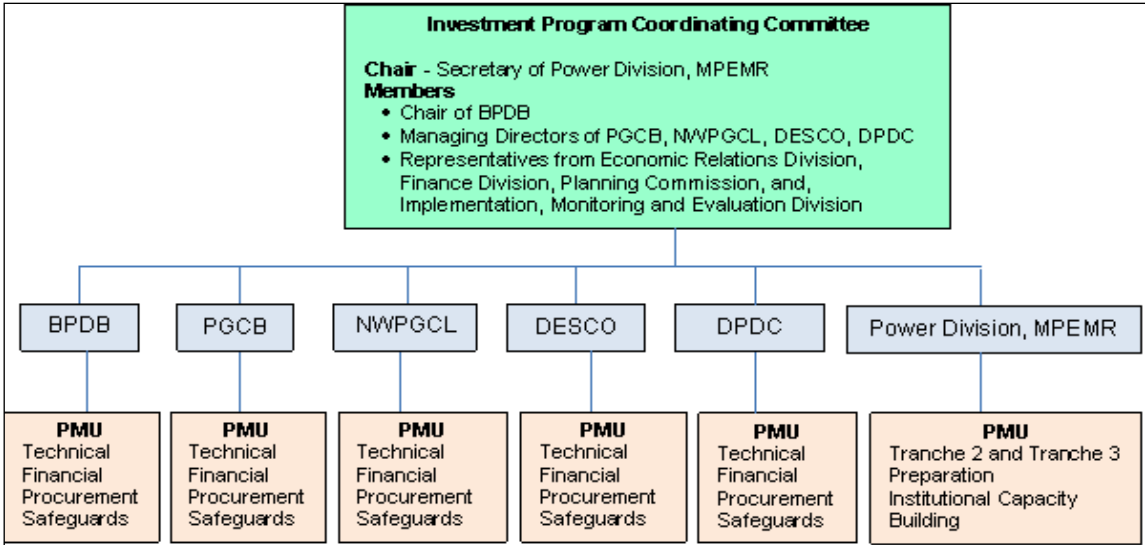 Investment Program Coordinating Committee
Chair - Secretary of Power Division, MPEMR
Members
• Chair of BPDB
• Managing Directors of PGCB, NWPGCL, DESCO, DPDC
• Representatives from Economic Relations Division,
Finance Division, Planning Commission, and,
Implementation, Monitoring and Evaluation Division
BPDB
PGCB
NWPGCL
DESCO
DPDC
Power Division, MPEMR
PMU
Technical
Financial
Procurement
Safeguards
PMU
Technical
Financial
Procurement
Safeguards
PMU
Technical
Financial
Procurement
Safeguards
PMU
Technical
Financial
Procurement
Safeguards
PMU
Technical
Financial
Procurement
Safeguards
PMU
Tranche 2 and Tranche 3
Preparation
Institutional Capacity
Building